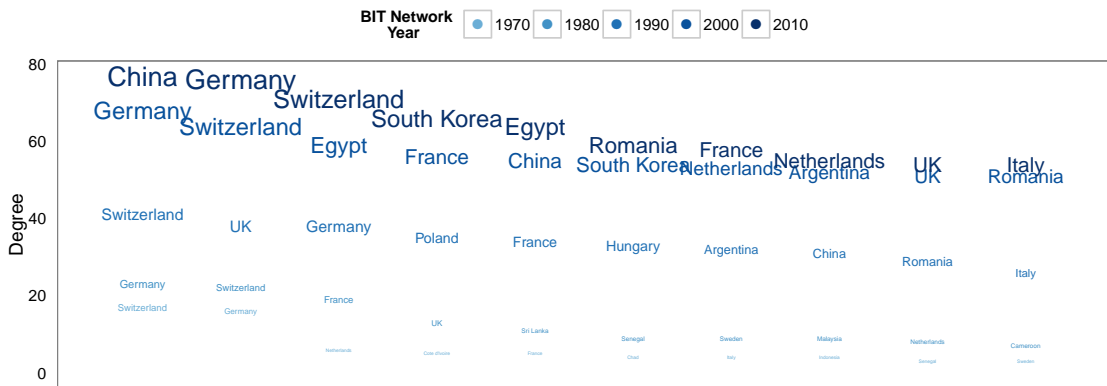 BIT Network
Year
1970 1980 1990 2000 2010
Degree
80
60
40
20
0
China Germany Switzerland South Korea Egypt Romania France Netherlands UK Italy
Germany Switzerland Egypt France China South Korea Netherlands Argentina UK Romania
Switzerland UK Germany Poland France Hungary Argentina China Romania Italy
Germany Switzerland France UK Sri Lanka Senegal Sweden Malaysia Netherlands Cameroon
Switzerland Germany Netherlands France Chad Italy Indonesia Senegal Sweden